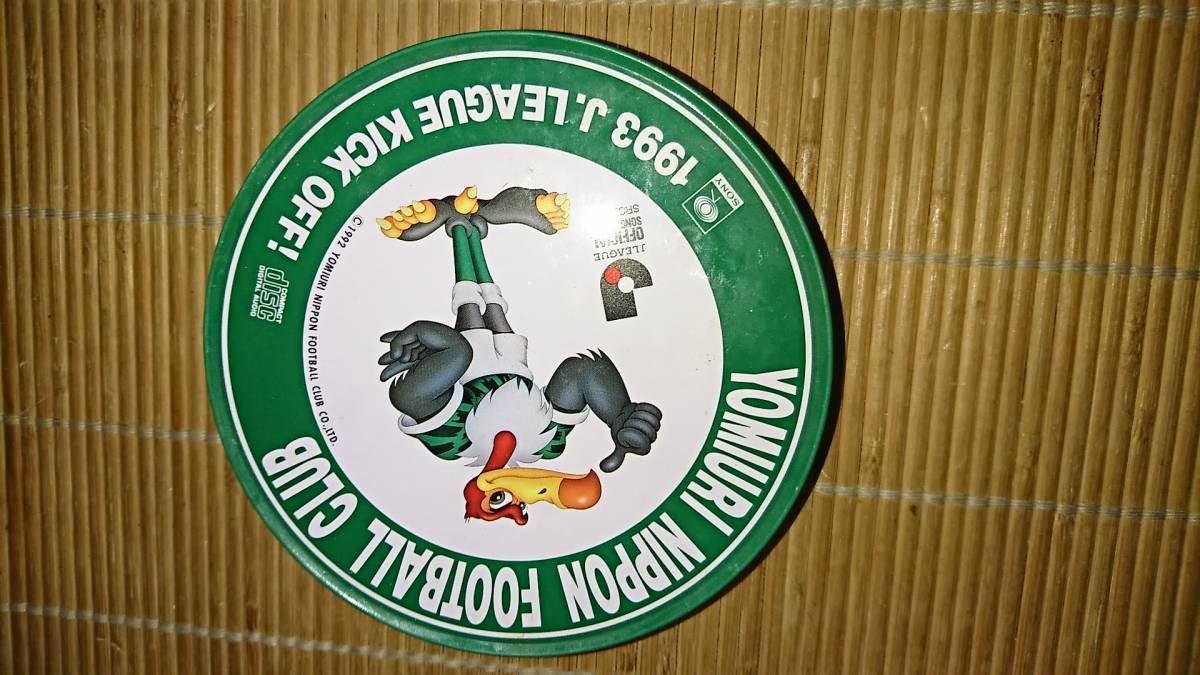 YOMIURI NIPPON FOOTBALL CLUB
J.LEAGUE
OFFICIAL
SONG
SRC
©1992 YOMIURI NIPPON FOOTBALL CLUB CO.,LTD.
SONY
1993 J.LEAGUE KICK OFF!
COMPACT
disc
DIGITAL AUDIO